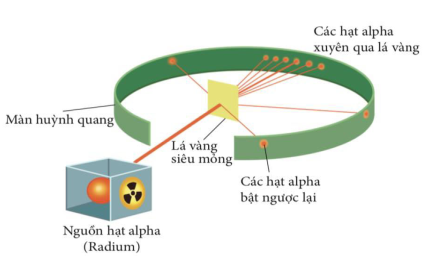 Các hạt alpha
xuyên qua lá vàng
Màn huỳnh quang
Lá vàng
siêu mỏng
Các hạt alpha
bật ngược lại
Nguồn hạt alpha
(Radium)